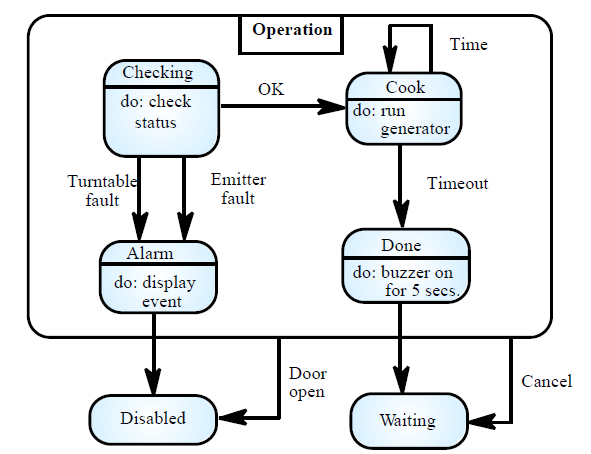 Operation
Checking
do: check
status
OK
Time
Cook
do: run
generator
Turntable
fault
Emitter
fault
Timeout
Alarm
do: display
event
Done
do: buzzer on
for 5 secs.
Door
open
Cancel
Disabled
Waiting